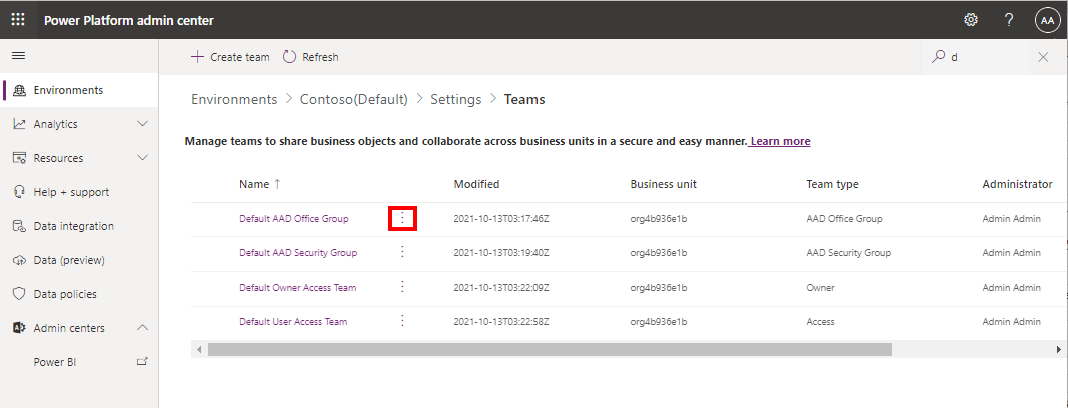 Power Platform admin center
? AA
Create team Refresh d
Environments
Analytics
Resources
Help + support
Data integration
Data (preview)
Data policies
Admin centers
Power BI
Environments > Contoso(Default) > Settings > Teams
Manage teams to share business objects and collaborate across business units in a secure and easy manner. Learn more
Name ↑ Modified Business unit Team type Administrator
Default AAD Office Group 2021-10-13T03:17:46Z org4b936e1b AAD Office Group Admin Admin
Default AAD Security Group 2021-10-13T03:19:40Z org4b936e1b AAD Security Group Admin Admin
Default Owner Access Team 2021-10-13T03:22:09Z org4b936e1b Owner Admin Admin
Default User Access Team 2021-10-13T03:22:58Z org4b936e1b Access Admin Admin